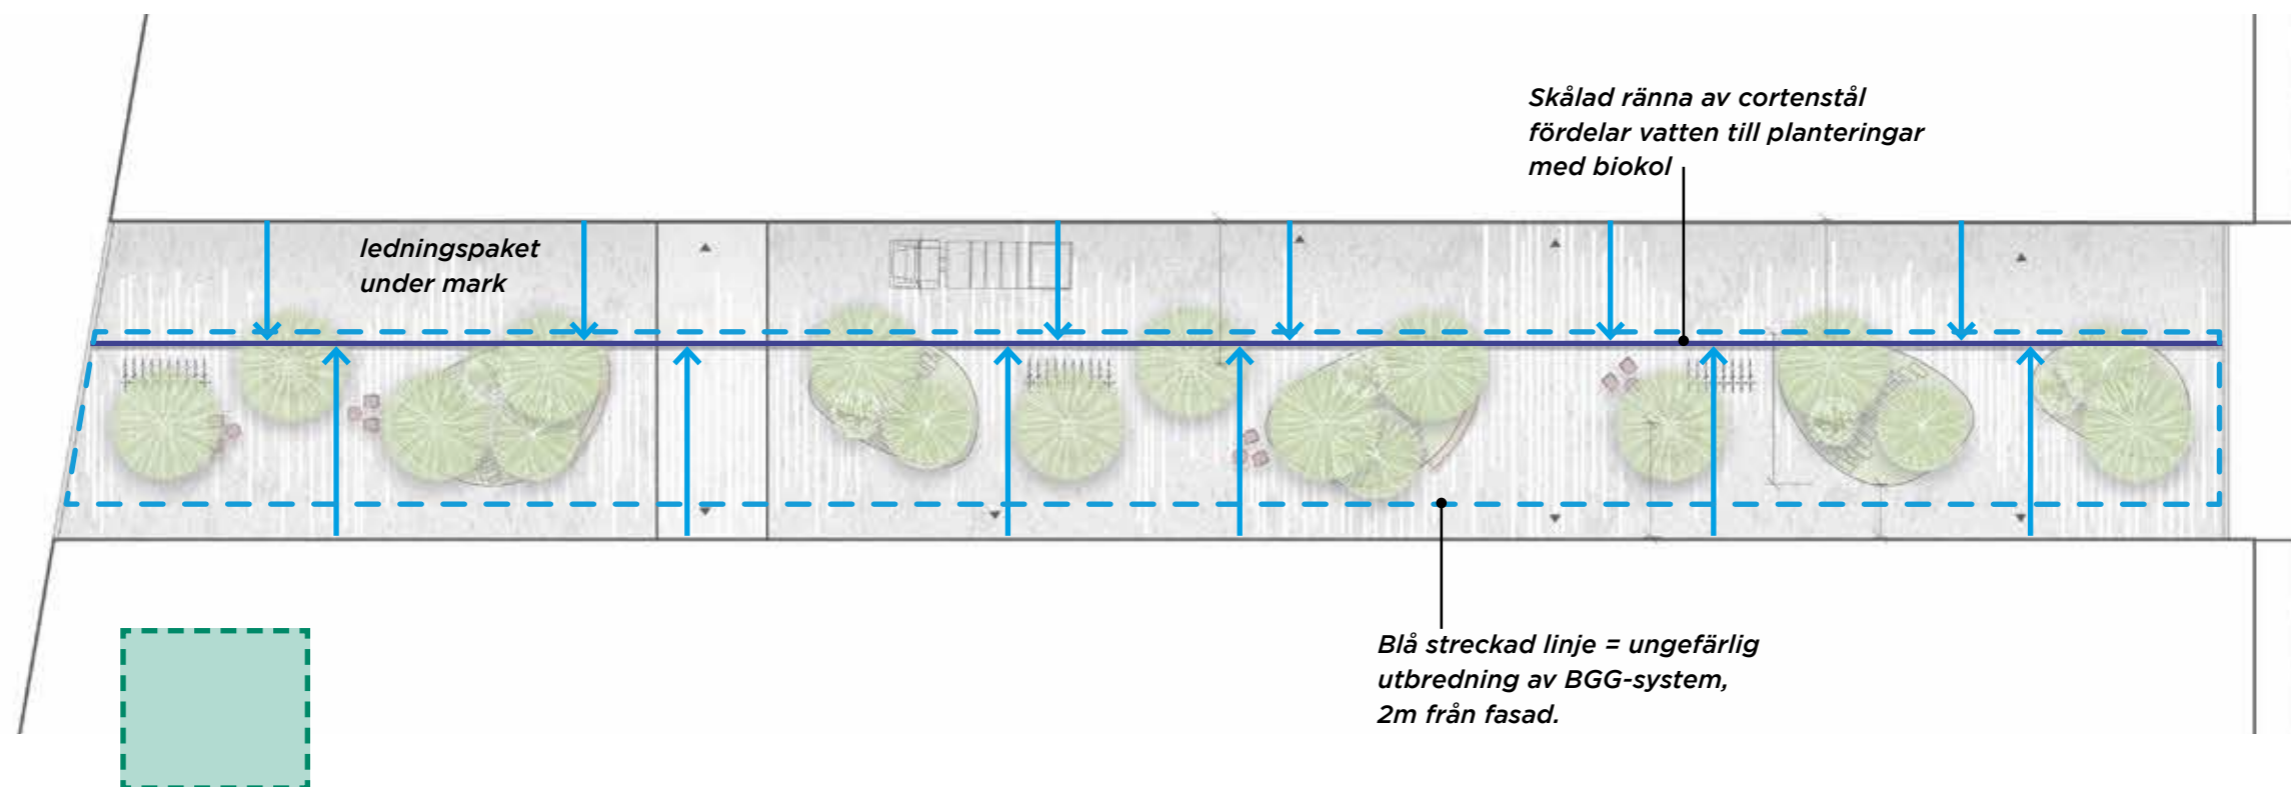 Skålad ränna av cortenstål
fördelar vatten till planteringar
med biokol
ledningspaket
under mark
Blå streckad linje = ungefärlig
utbredning av BGG-system,
2m från fasad.